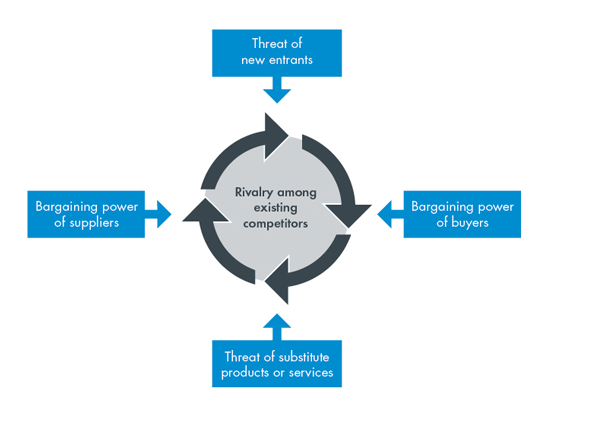 Threat of
new entrants
Bargaining power
of suppliers
Rivalry among
existing
competitors
Bargaining power
of buyers
Threat of substitute
products or services